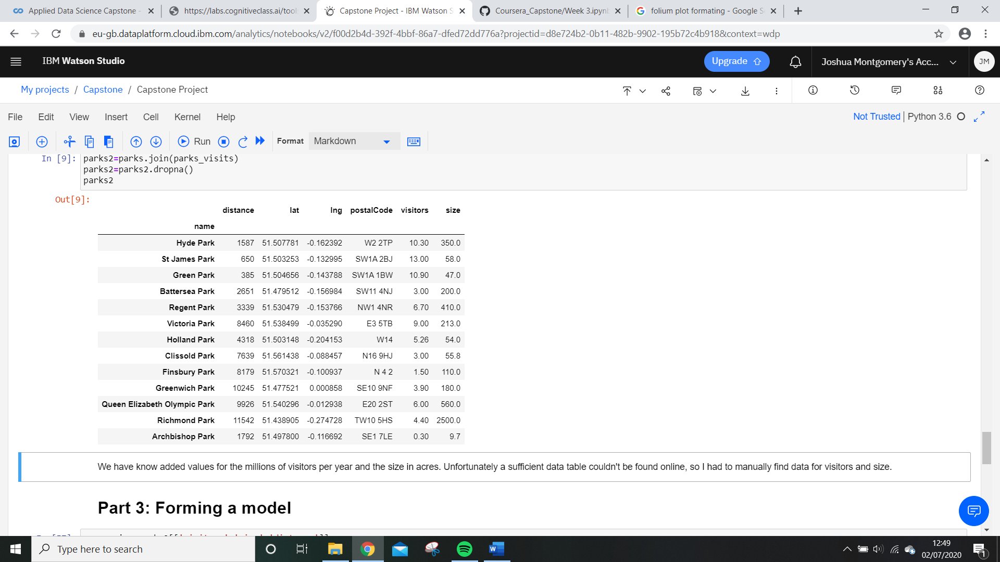 Applied Data Science Capstone -
https://labs.cognitiveclass.ai/tool
Capstone Project - IBM Watson S
Coursera_Capstone/Week 3.ipynb
folium plot formating - Google S
eu-gb.dataplatform.cloud.ibm.com/analytics/notebooks/v2/f00d2b4d-392f-4bbf-86a7-dfed72dd776a?projectid=d8e724b2-0b11-482b-9902-195b72c4b918&context=wdp
IBM Watson Studio
Upgrade
Joshua Montgomery's Acc...
JM
My projects / Capstone / Capstone Project
File Edit View Insert Cell Kernel Help
Not Trusted | Python 3.6
Run
Format
Markdown
In [9]: parks2=parks.join(parks_visits)
parks2=parks2.dropna()
parks2
Out[9]:
distance lat lng postalCode visitors size
name
Hyde Park 1587 51.507781 -0.162392 W2 2TP 10.30 350.0
St James Park 650 51.503253 -0.132995 SW1A 2BJ 13.00 58.0
Green Park 385 51.504656 -0.143788 SW1A 1BW 10.90 47.0
Battersea Park 2651 51.479512 -0.156984 SW11 4NJ 3.00 200.0
Regent Park 3339 51.530479 -0.153766 NW1 4NR 6.70 410.0
Victoria Park 8460 51.538499 -0.035290 E3 5TB 9.00 213.0
Holland Park 4318 51.503148 -0.204153 W14 5.26 54.0
Clissold Park 7639 51.561438 -0.088457 N16 9HJ 3.00 55.8
Finsbury Park 8179 51.570321 -0.100937 N 4 2 1.50 110.0
Greenwich Park 10245 51.477521 0.000858 SE10 9NF 3.90 180.0
Queen Elizabeth Olympic Park 9926 51.540296 -0.012938 E20 2ST 6.00 560.0
Richmond Park 11542 51.438905 -0.274728 TW10 5HS 4.40 2500.0
Archbishop Park 1792 51.497800 -0.116692 SE1 7LE 0.30 9.7
We have know added values for the millions of visitors per year and the size in acres. Unfortunately a sufficient data table couldn't be found online, so I had to manually find data for visitors and size.
Part 3: Forming a model
Type here to search
12:49
02/07/2020
1